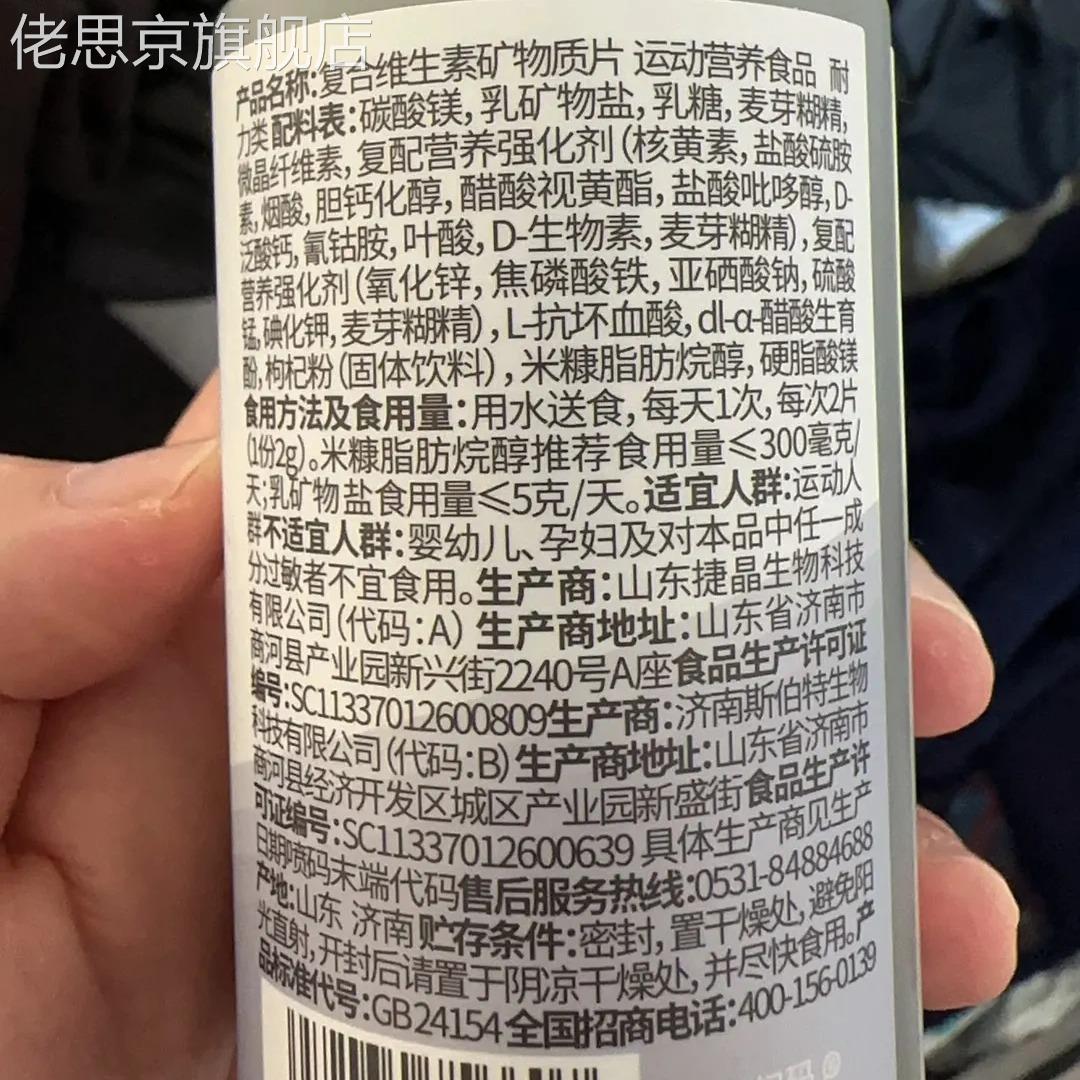 佬思京旗舰店
产品名称:复合维生素矿物质片 运动营养食品 耐
力类 配料表:碳酸镁,乳矿物盐,乳糖,麦芽糊精,
微晶纤维素,复配营养强化剂(核黄素,盐酸硫胺
素,烟酸,胆钙化醇,醋酸视黄酯,盐酸吡哆醇,D-
泛酸钙,氰钴胺,叶酸,D-生物素,麦芽糊精),复配
营养强化剂(氧化锌,焦磷酸铁,亚硒酸钠,硫酸
锰,碘化钾,麦芽糊精),L-抗坏血酸,dl-α-醋酸生育
酚,枸杞粉(固体饮料),米糠脂肪烷醇,硬脂酸镁
食用方法及食用量:用水送食,每天1次,每次2片
(1份2g)。米糠脂肪烷醇推荐食用量≤300毫克/
天;乳矿物盐食用量≤5克/天。适宜人群:运动人
群不适宜人群:婴幼儿、孕妇及对本品中任一成
分过敏者不宜食用。生产商:山东捷晶生物科技
有限公司(代码:A) 生产商地址:山东省济南市
商河县产业园新兴街2240号A座食品生产许可证
编号:SC11337012600809生产商:济南斯伯特生物
科技有限公司(代码:B) 生产商地址:山东省济南市
商河县经济开发区城区产业园新盛街食品生产许
可证编号:SC11337012600639 具体生产商见生产
日期喷码末端代码售后服务热线:0531-84884688
产地:山东 济南 贮存条件:密封,置干燥处,避免阳
光直射,开封后请置于阴凉干燥处,并尽快食用。产
品标准代号:GB 24154 全国招商电话:400-156-0139